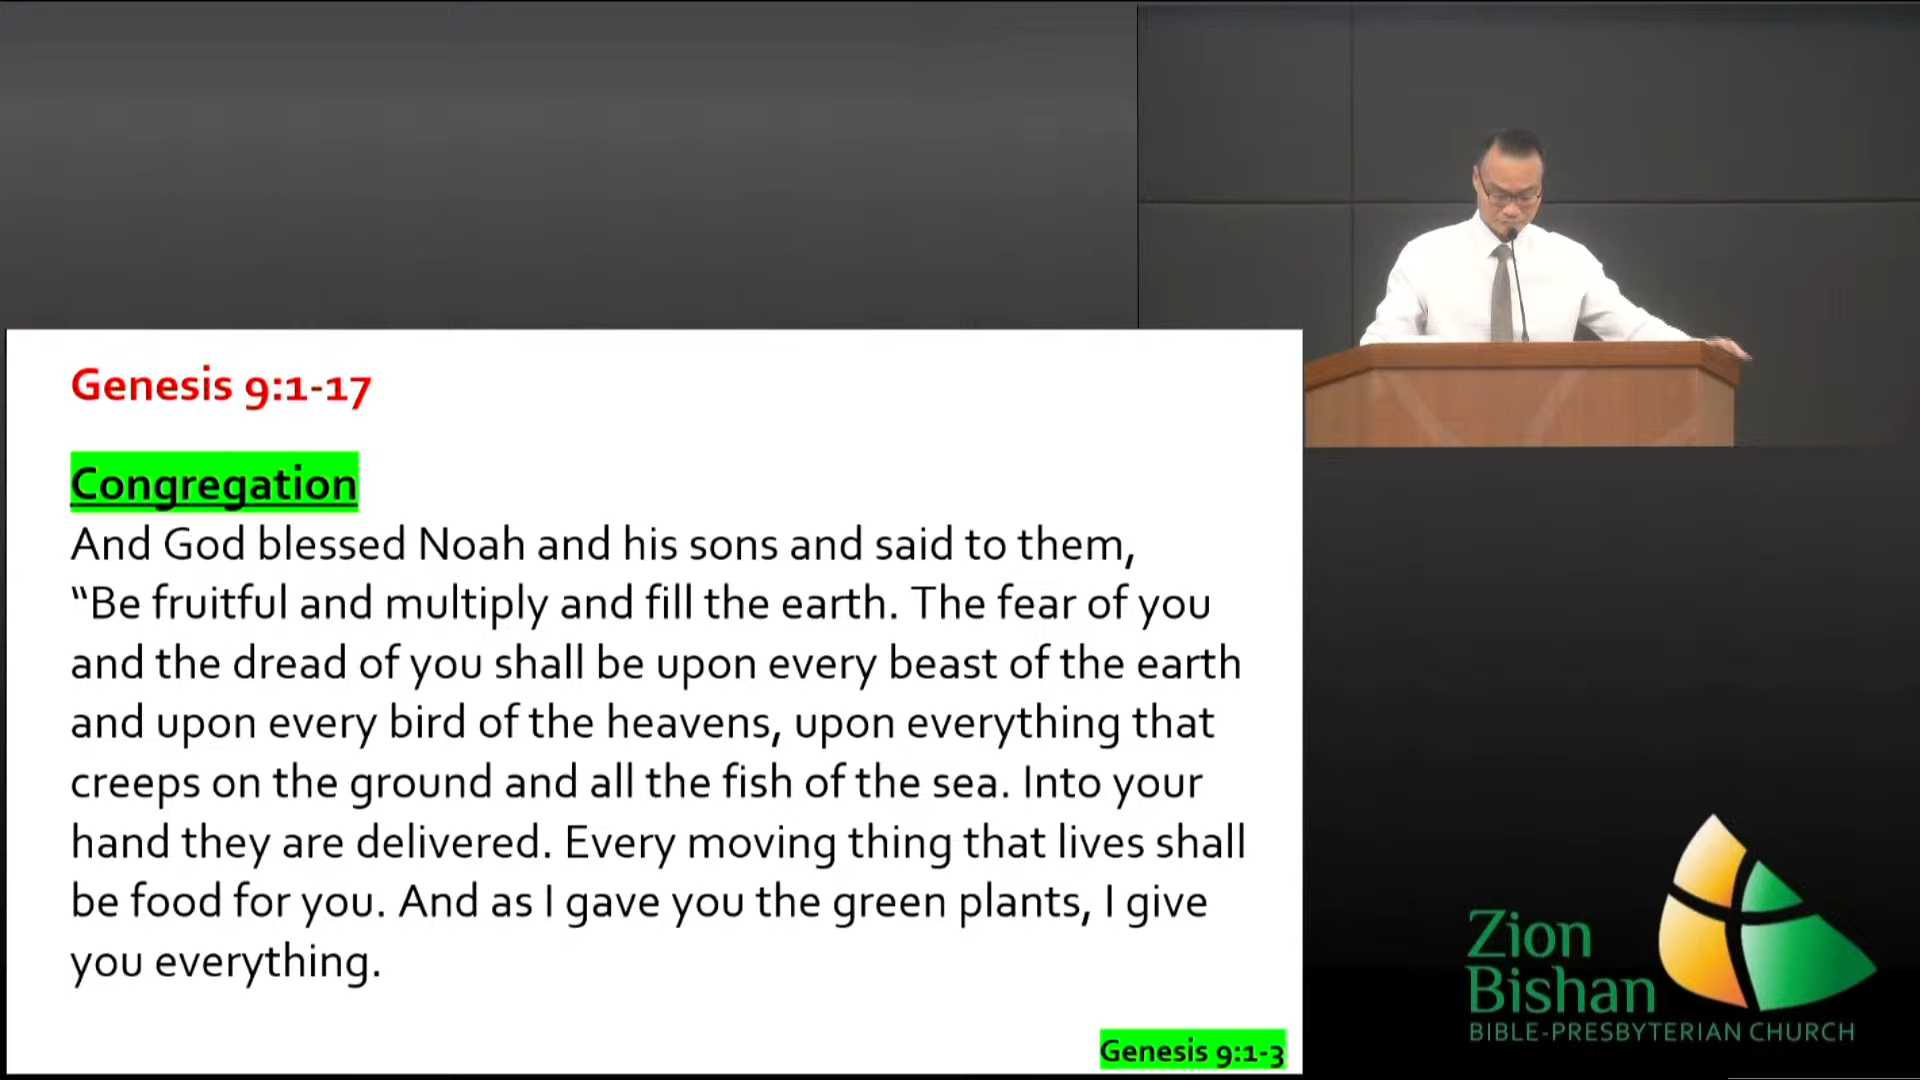 Genesis 9:1-17
Congregation
And God blessed Noah and his sons and said to them,
“Be fruitful and multiply and fill the earth. The fear of you
and the dread of you shall be upon every beast of the earth
and upon every bird of the heavens, upon everything that
creeps on the ground and all the fish of the sea. Into your
hand they are delivered. Every moving thing that lives shall
be food for you. And as I gave you the green plants, I give
you everything.
Genesis 9:1-3
Zion
Bishan
BIBLE-PRESBYTERIAN CHURCH